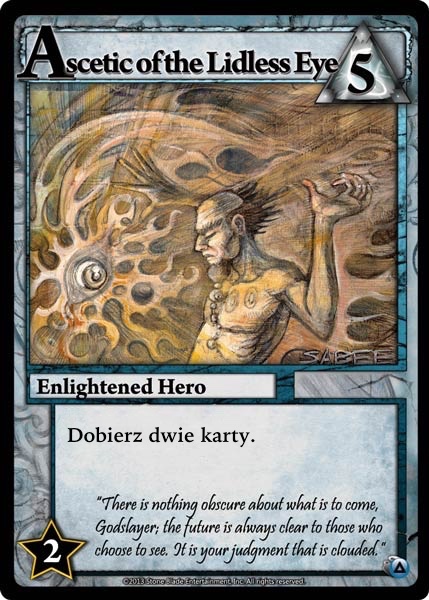 Ascetic of the Lidless Eye
5
SABEE
Enlightened Hero
Dobierz dwie karty.
"There is nothing obscure about what is to come,
Godslayer; the future is always clear to those who
choose to see. It is your judgment that is clouded."
2
©2013 Stone Blade Entertainment, Inc. All rights reserved.